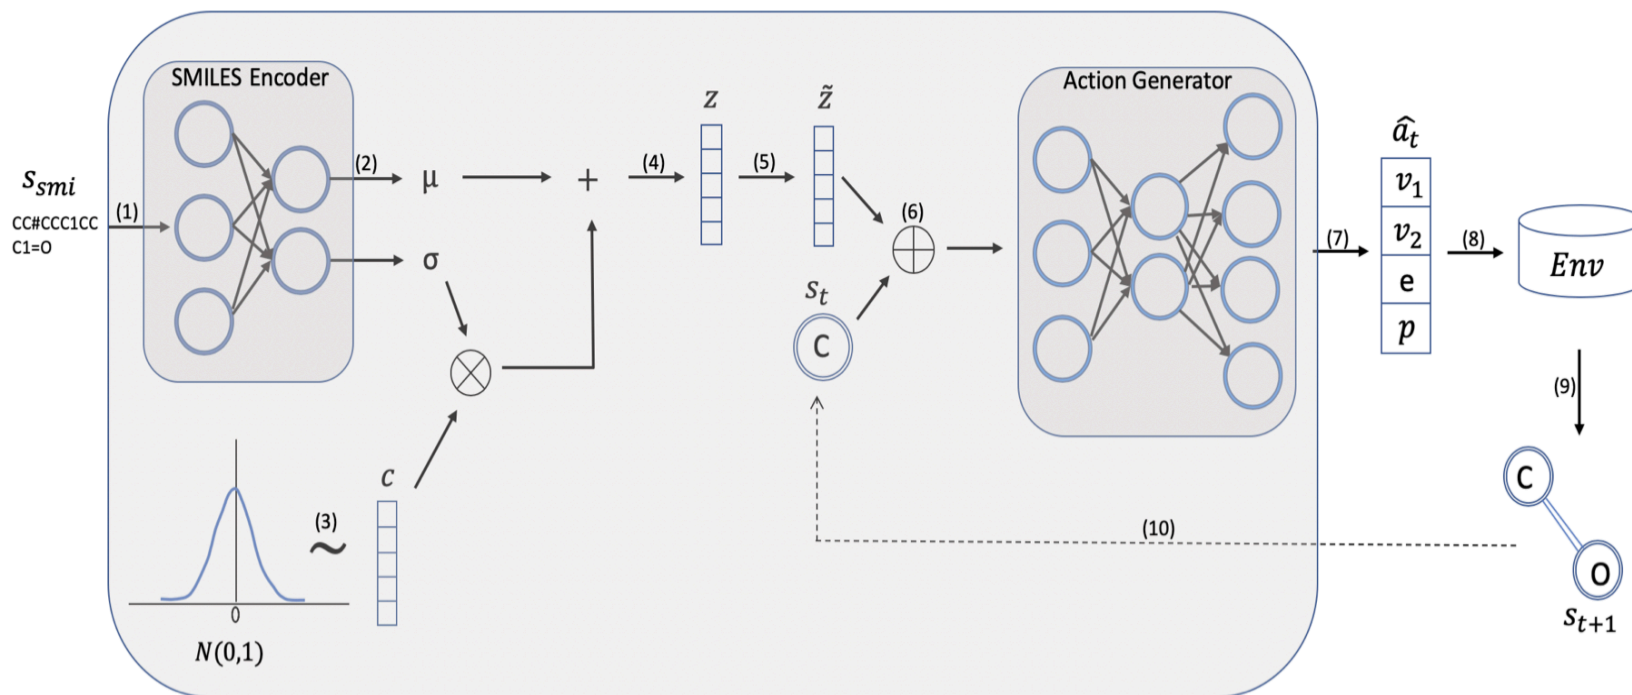 SMILES Encoder
Action Generator
z
z̃
â_t
(2)
μ
+
(4)
(5)
s_smi
v₁
(1)
CC#CCC1CC
C1=O
(6)
v₂
(7)
(8)
σ
Env
e
s_t
C
p
(9)
C
c
(3)
(10)
O
0
s_{t+1}
N(0,1)